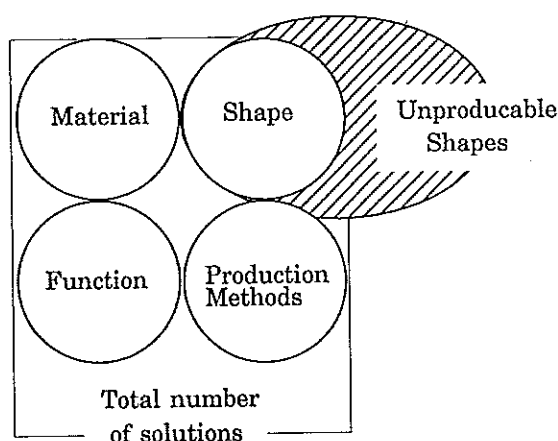 Material
Shape
Unproducable
Shapes
Function
Production
Methods
Total number
of solutions